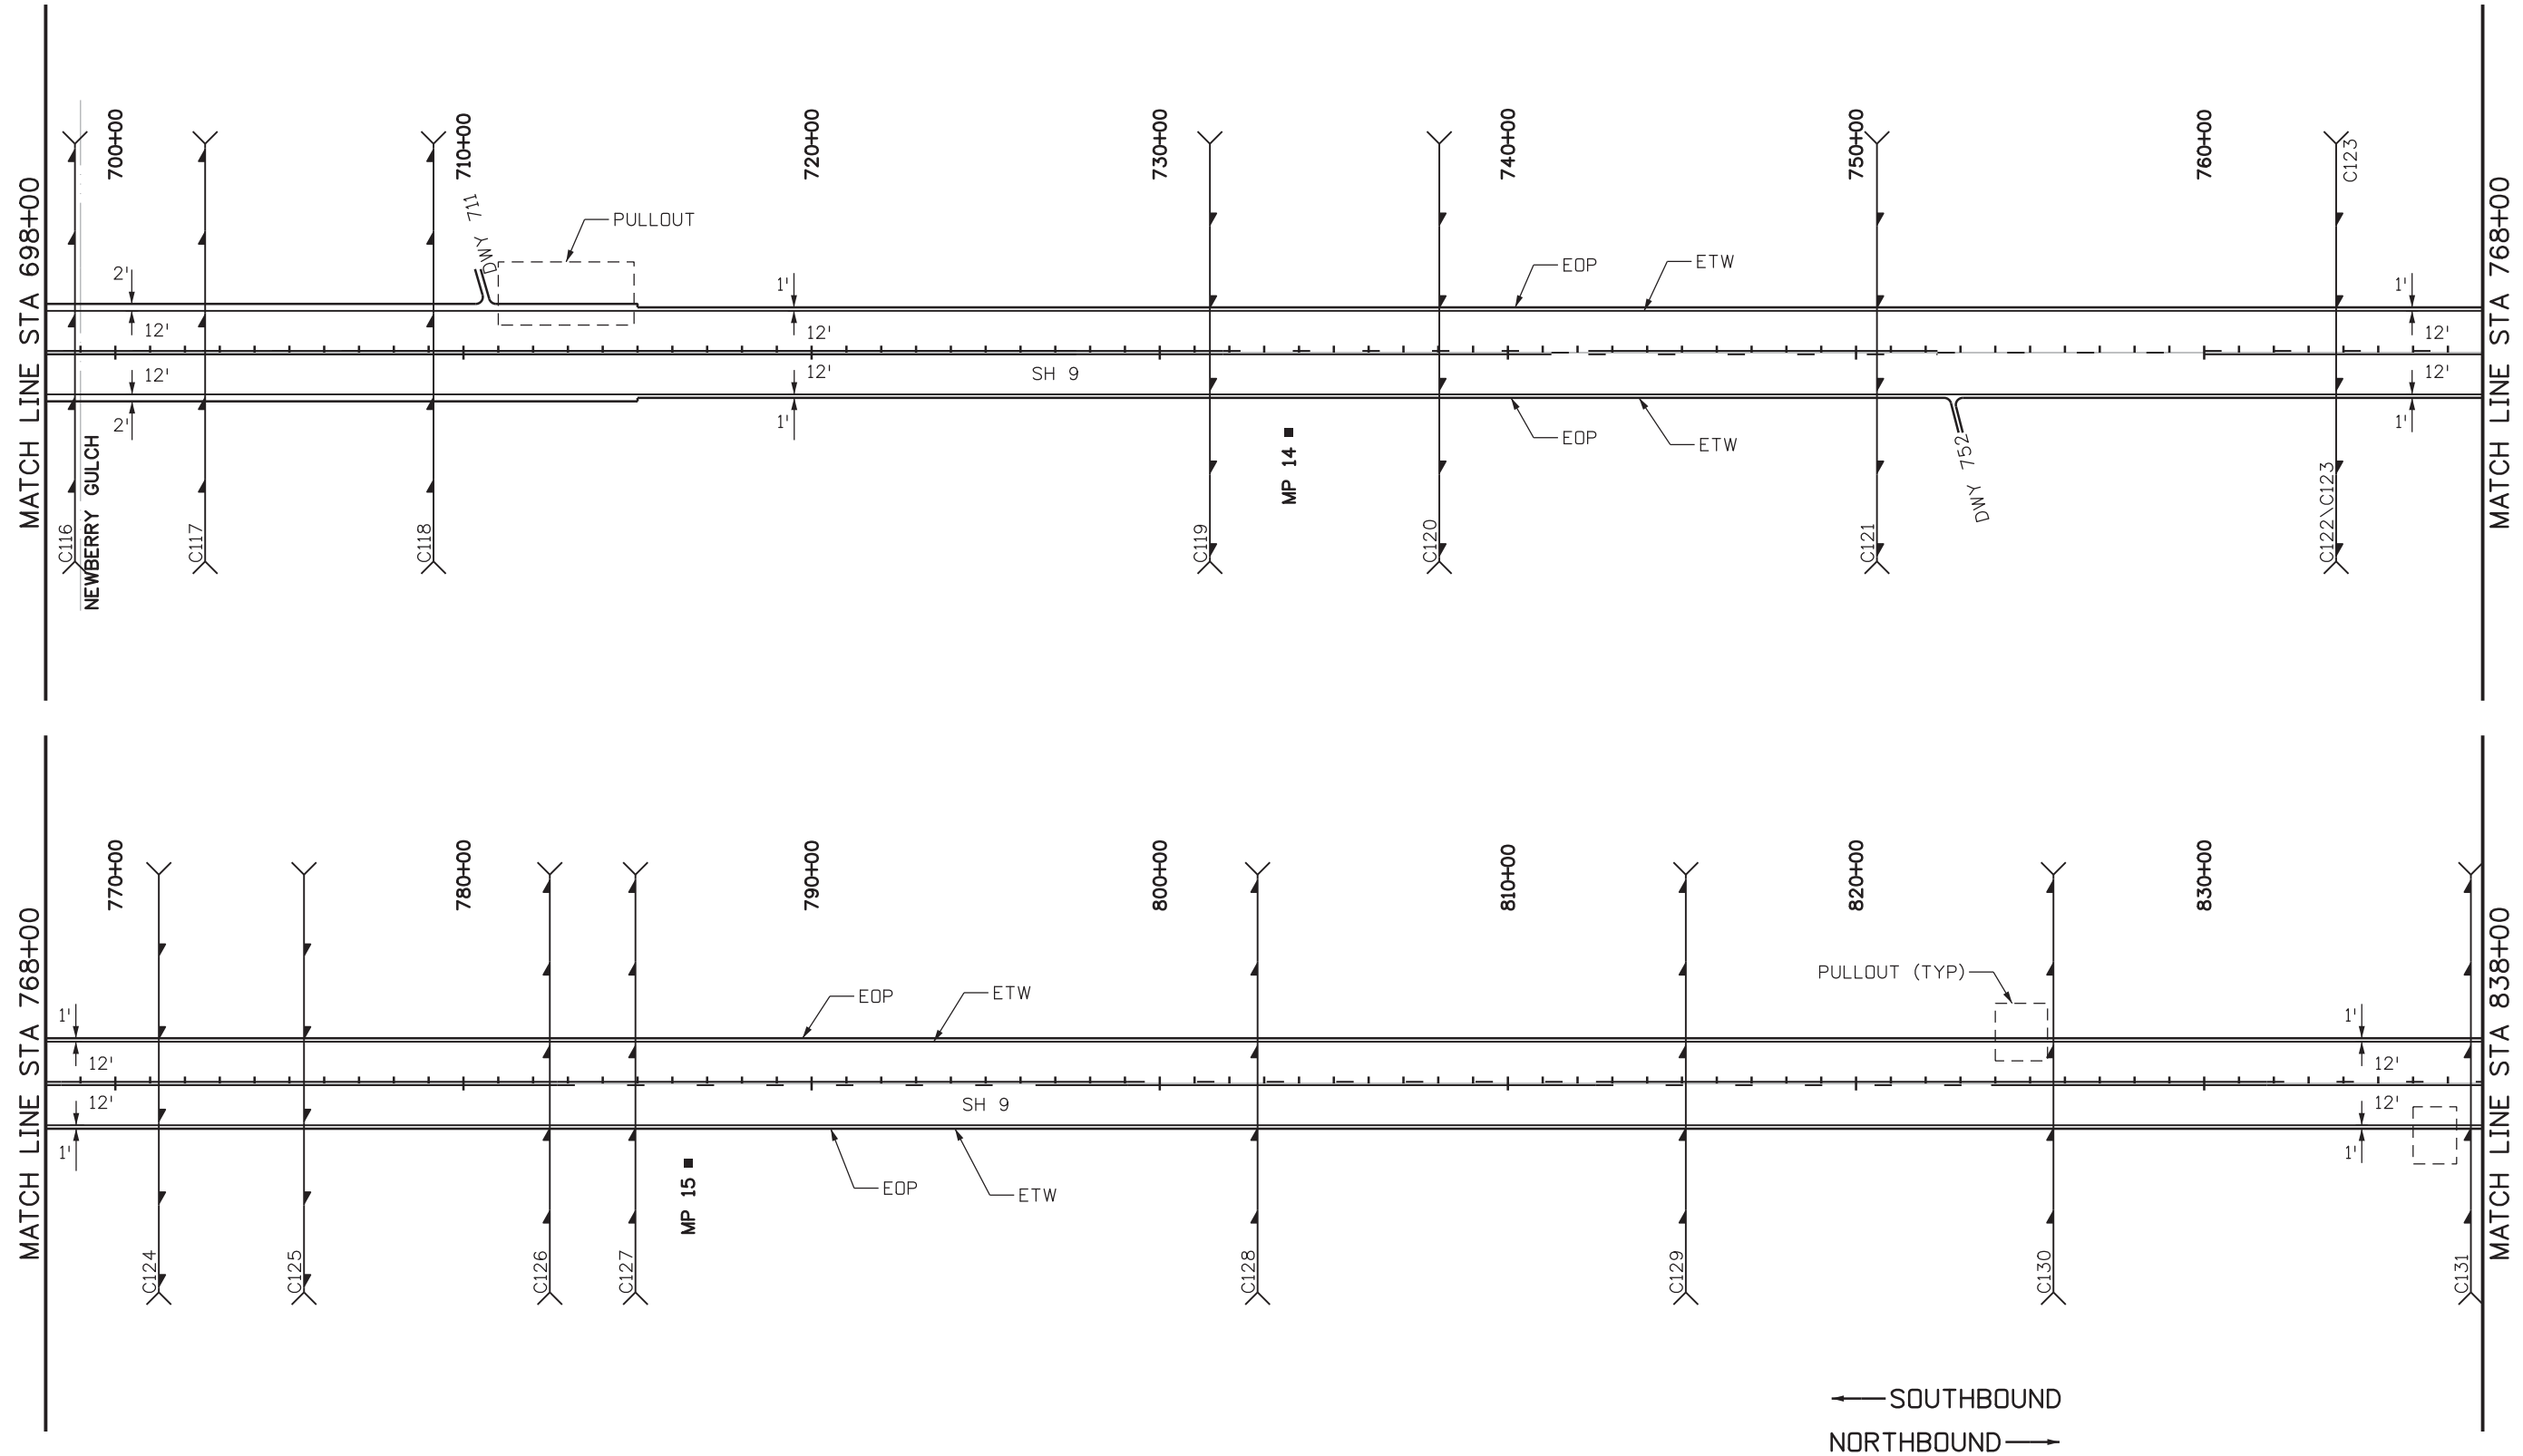 MATCH LINE STA 698+00
700+00
710+00
720+00
730+00
740+00
750+00
760+00
C123
MATCH LINE STA 768+00
DWY 711
PULLOUT
2'
12'
1'
12'
EOP
ETW
1'
12'
SH 9
12'
2'
12'
1'
EOP
ETW
12'
1'
MP 14
DWY 752
C116
NEWBERRY GULCH
C117
C118
C119
C120
C121
C122\C123
MATCH LINE STA 768+00
770+00
780+00
790+00
800+00
810+00
820+00
830+00
MATCH LINE STA 838+00
PULLOUT (TYP)
1'
12'
EOP
ETW
1'
12'
SH 9
12'
1'
EOP
ETW
12'
1'
MP 15
C124
C125
C126
C127
C128
C129
C130
C131
SOUTHBOUND
NORTHBOUND